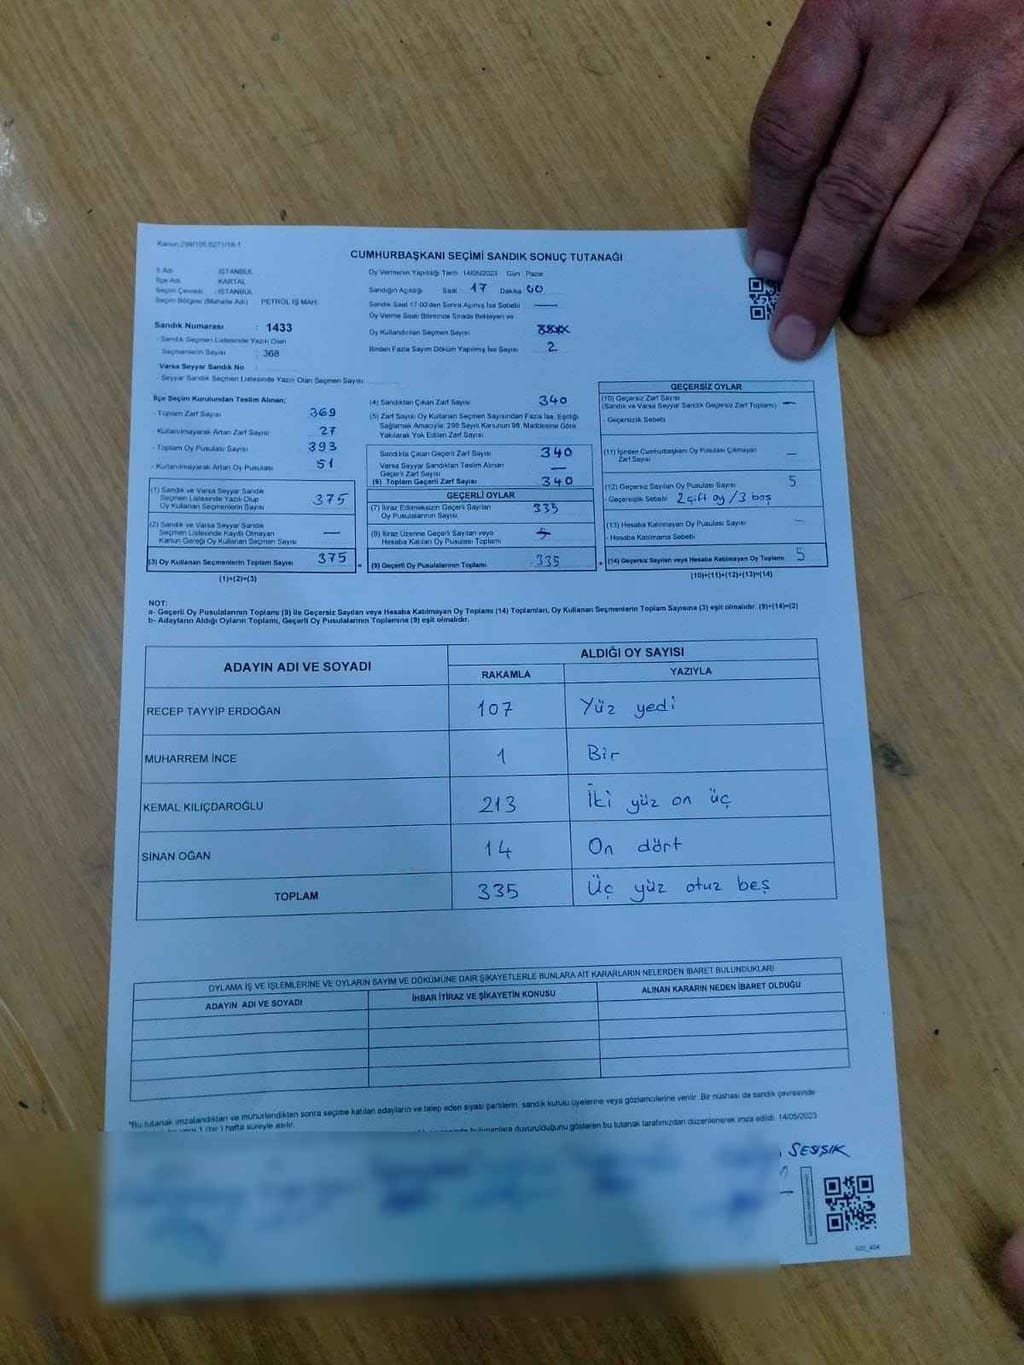 CUMHURBAŞKANI SEÇİMİ SANDIK SONUÇ TUTANAĞI
İl Adı : İSTANBUL
İlçe Adı : KARTAL
Seçim Çevresi : İSTANBUL
Seçim Bölgesi (Mahalle Adı) : PETROL İŞ MAH.
Oy Vermenin Yapıldığı Tarih : 14/05/2023 Gün : Pazar
Sandığın Açıldığı Saat : 17 Dakika 00
Sandık Saat 17:00'den Sonra Açılmış İse Sebebi : —
Oy Verme Saati Bitiminde Sırada Bekleyen ve
Oy Kullandırılan Seçmen Sayısı
Birden Fazla Sayım Döküm Yapılmış İse Sayısı : 2
Sandık Numarası : 1433
- Sandık Seçmen Listesinde Yazılı Olan
Seçmenlerin Sayısı : 368
Varsa Seyyar Sandık No
- Seyyar Sandık Seçmen Listesinde Yazılı Olan Seçmen Sayısı
İlçe Seçim Kurulundan Teslim Alınan;
- Toplam Zarf Sayısı 369
- Kullanılmayarak Artan Zarf Sayısı 27
- Toplam Oy Pusulası Sayısı 393
- Kullanılmayarak Artan Oy Pusulası 51
(1) Sandık ve Varsa Seyyar Sandık
Seçmen Listesinde Yazılı Olup
Oy Kullanan Seçmenlerin Sayısı 375
(2) Sandık ve Varsa Seyyar Sandık
Seçmen Listesinde Kayıtlı Olmayan
Kanun Gereği Oy Kullanan Seçmen Sayısı —
(3) Oy Kullanan Seçmenlerin Toplam Sayısı 375
(1)+(2)=(3)
(4) Sandıktan Çıkan Zarf Sayısı 340
(5) Zarf Sayısı Oy Kullanan Seçmen Sayısından Fazla İse, Eşitliği
Sağlamak Amacıyla; 298 Sayılı Kanunun 98. Maddesine Göre
Yakılarak Yok Edilen Zarf Sayısı
Sandıkta Çıkan Geçerli Zarf Sayısı 340
Varsa Seyyar Sandıktan Teslim Alınan
Geçerli Zarf Sayısı —
(6) Toplam Geçerli Zarf Sayısı 340
GEÇERLİ OYLAR
(7) İtiraz Edilmeksizin Geçerli Sayılan
Oy Pusulalarının Sayısı 335
(8) İtiraz Üzerine Geçerli Sayılan veya
Hesaba Katılan Oy Pusulası Toplamı
(9) Geçerli Oy Pusulalarının Toplamı 335
GEÇERSİZ OYLAR
(10) Geçersiz Zarf Sayısı
(Sandık ve Varsa Seyyar Sandık Geçersiz Zarf Toplamı) —
- Geçersizlik Sebebi
(11) İçinden Cumhurbaşkanı Oy Pusulası Çıkmayan
Zarf Sayısı —
(12) Geçersiz Sayılan Oy Pusulası Sayısı 5
- Geçersizlik Sebebi 2 çift oy / 3 boş
(13) Hesaba Katılmayan Oy Pusulası Sayısı —
- Hesaba Katılmama Sebebi
(14) Geçersiz Sayılan veya Hesaba Katılmayan Oy Toplamı 5
(10)+(11)+(12)+(13)=(14)
NOT:
a- Geçerli Oy Pusulalarının Toplamı (9) ile Geçersiz Sayılan veya Hesaba Katılmayan Oy Toplamı (14) Toplamları, Oy Kullanan Seçmenlerin Toplam Sayısına (3) eşit olmalıdır. (9)+(14)=(3)
b- Adayların Aldığı Oyların Toplamı, Geçerli Oy Pusulalarının Toplamına (9) eşit olmalıdır.
ADAYIN ADI VE SOYADI
ALDIĞI OY SAYISI
RAKAMLA YAZIYLA
RECEP TAYYİP ERDOĞAN 107 Yüz yedi
MUHARREM İNCE 1 Bir
KEMAL KILIÇDAROĞLU 213 İki yüz on üç
SİNAN OĞAN 14 On dört
TOPLAM 335 Üç yüz otuz beş
OYLAMA İŞ VE İŞLEMLERİNE VE OYLARIN SAYIM VE DÖKÜMÜNE DAİR ŞİKAYETLERLE BUNLARA AİT KARARLARIN NELERDEN İBARET BULUNDUKLARI
ADAYIN ADI VE SOYADI İHBAR İTİRAZ VE ŞİKAYETİN KONUSU ALINAN KARARIN NEDEN İBARET OLDUĞU
*Bu tutanak imzalandıktan ve mühürlendikten sonra seçime katılan adayların ve talep eden siyasi partilerin sandık kurulu üyelerine veya gözlemcilerine verilir. Bir nüshası da sandık çevresinde
1 (bir) hafta süreyle asılır.
duyurulduğunu gösteren bu tutanak tarafımızdan düzenlenerek imza edildi. 14/05/2023